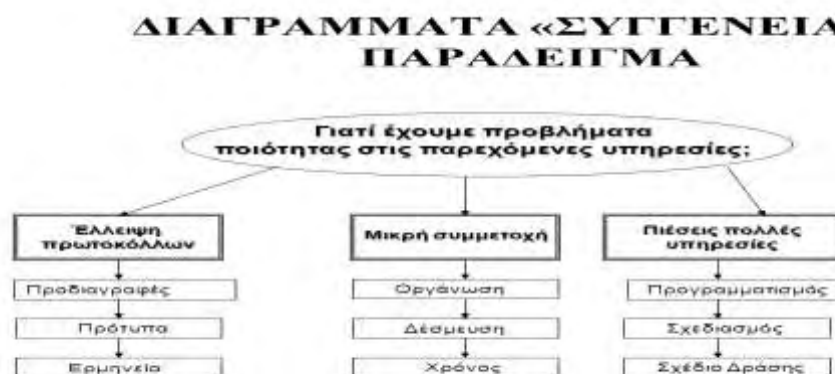 ΔΙΑΓΡΑΜΜΑΤΑ «ΣΥΓΓΕΝΕΙΑ
ΠΑΡΑΔΕΙΓΜΑ
Γιατί έχουμε προβλήματα
ποιότητας στις παρεχόμενες υπηρεσίες;
Έλλειψη
πρωτοκόλλων
Μικρή συμμετοχή
Πιέσεις πολλές
υπηρεσίες
Προδιαγραφές
Οργάνωση
Προγραμματισμός
Πρότυπα
Δέσμευση
Σχεδιασμός
Ερμηνεία
Χρόνος
Σχέδιο Δράσης